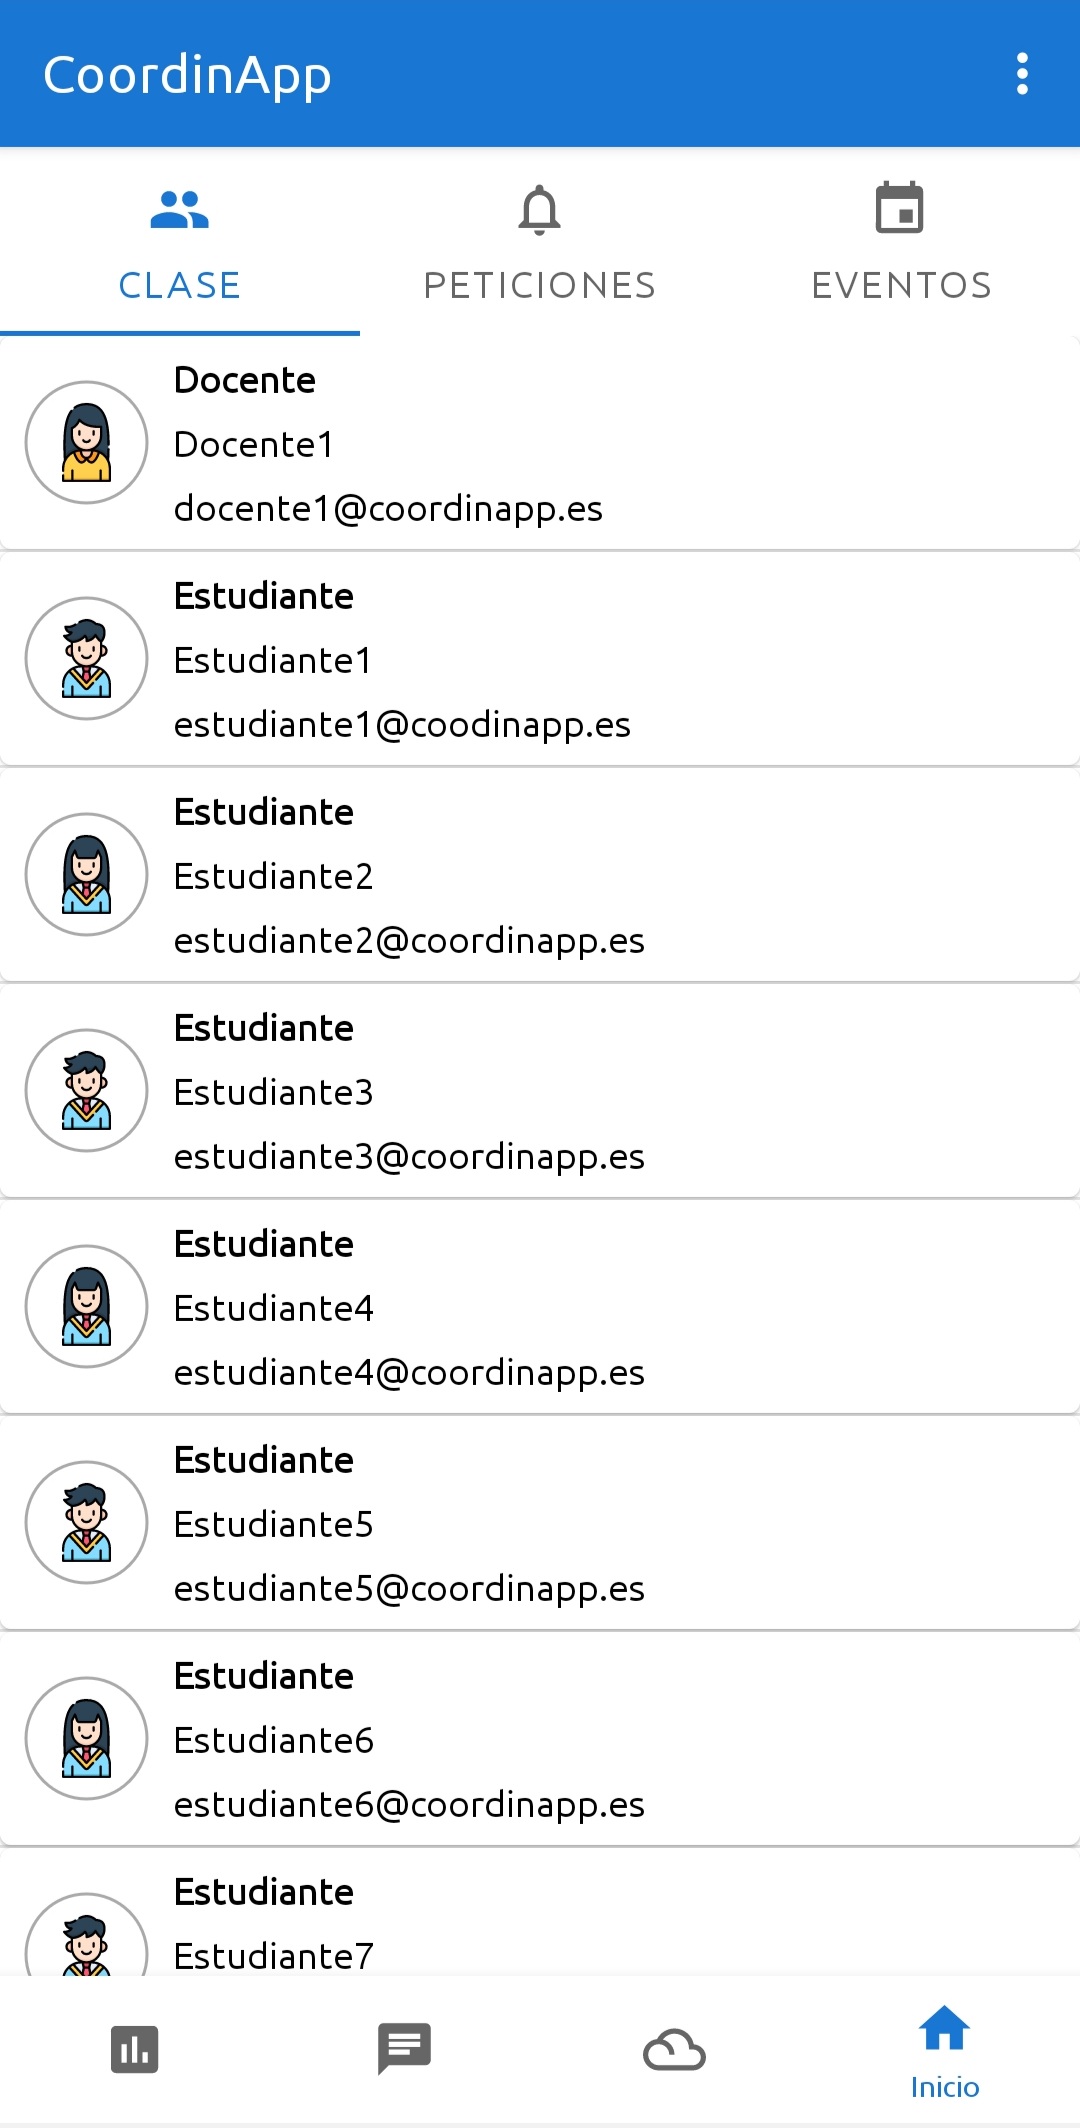 CoordinApp
CLASE
PETICIONES
EVENTOS
Docente
Docente1
docente1@coordinapp.es
Estudiante
Estudiante1
estudiante1@coodinapp.es
Estudiante
Estudiante2
estudiante2@coordinapp.es
Estudiante
Estudiante3
estudiante3@coordinapp.es
Estudiante
Estudiante4
estudiante4@coordinapp.es
Estudiante
Estudiante5
estudiante5@coordinapp.es
Estudiante
Estudiante6
estudiante6@coordinapp.es
Estudiante
Estudiante7
Inicio